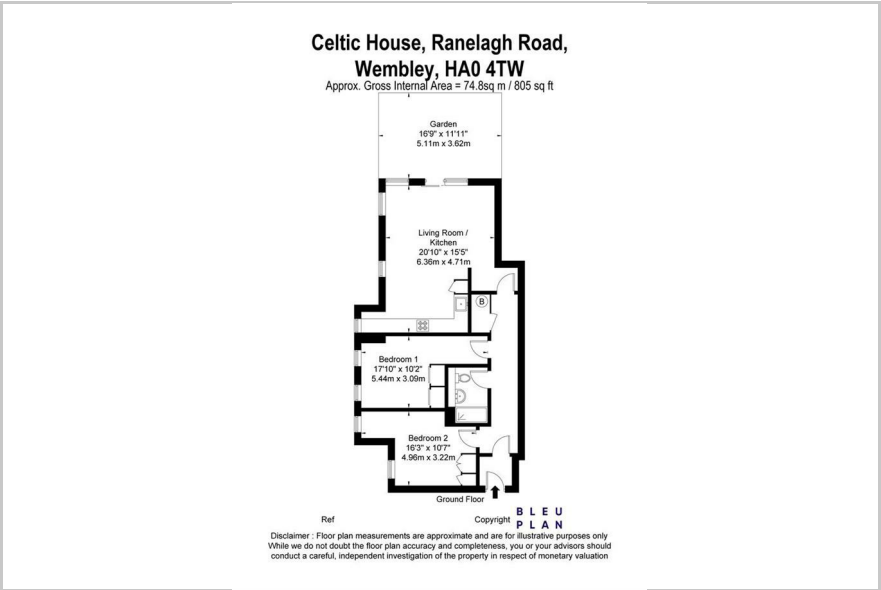 Celtic House, Ranelagh Road,
Wembley, HA0 4TW
Approx. Gross Internal Area = 74.8sq m / 805 sq ft
Garden
16'9" x 11'11"
5.11m x 3.62m
Living Room /
Kitchen
20'10" x 15'5"
6.36m x 4.71m
B
Bedroom 1
17'10" x 10'2"
5.44m x 3.09m
Bedroom 2
16'3" x 10'7"
4.96m x 3.22m
Ground Floor
Ref
Copyright
BLEU
PLAN
Disclaimer : Floor plan measurements are approximate and are for illustrative purposes only
While we do not doubt the floor plan accuracy and completeness, you or your advisors should
conduct a careful, independent investigation of the property in respect of monetary valuation